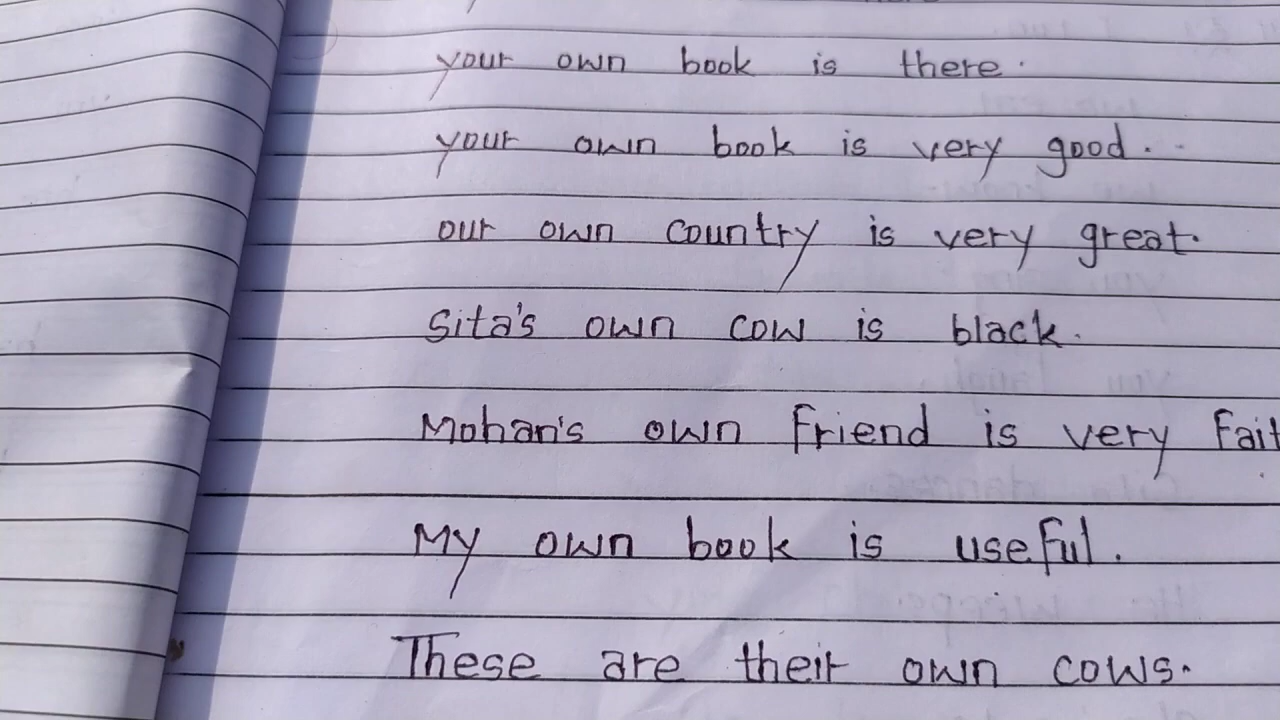 your own book is there.
your own book is very good.
our own country is very great.
Sita's own cow is black.
Mohan's own friend is very fait
My own book is useful.
These are their own cows.